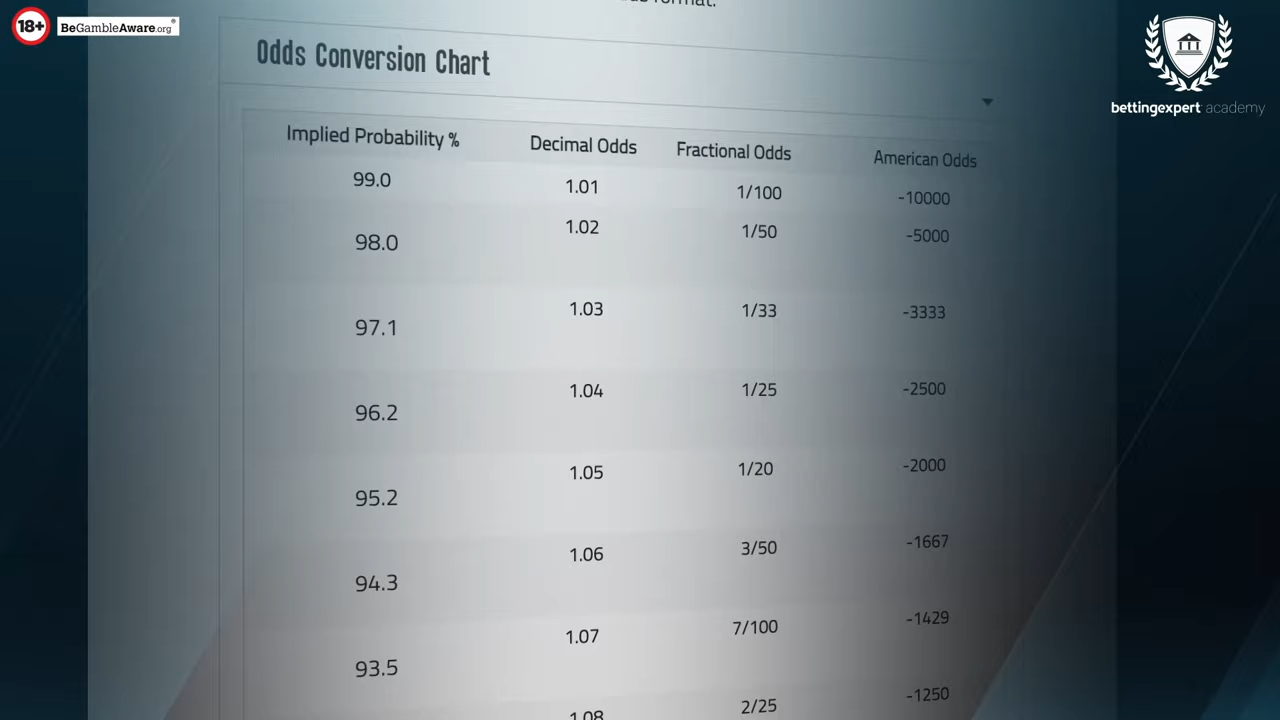 18+
BeGambleAware.org®
bettingexpert academy
Odds Conversion Chart
Implied Probability % Decimal Odds Fractional Odds American Odds
99.0 1.01 1/100 -10000
98.0 1.02 1/50 -5000
97.1 1.03 1/33 -3333
96.2 1.04 1/25 -2500
95.2 1.05 1/20 -2000
94.3 1.06 3/50 -1667
93.5 1.07 7/100 -1429
1.08 2/25 -1250